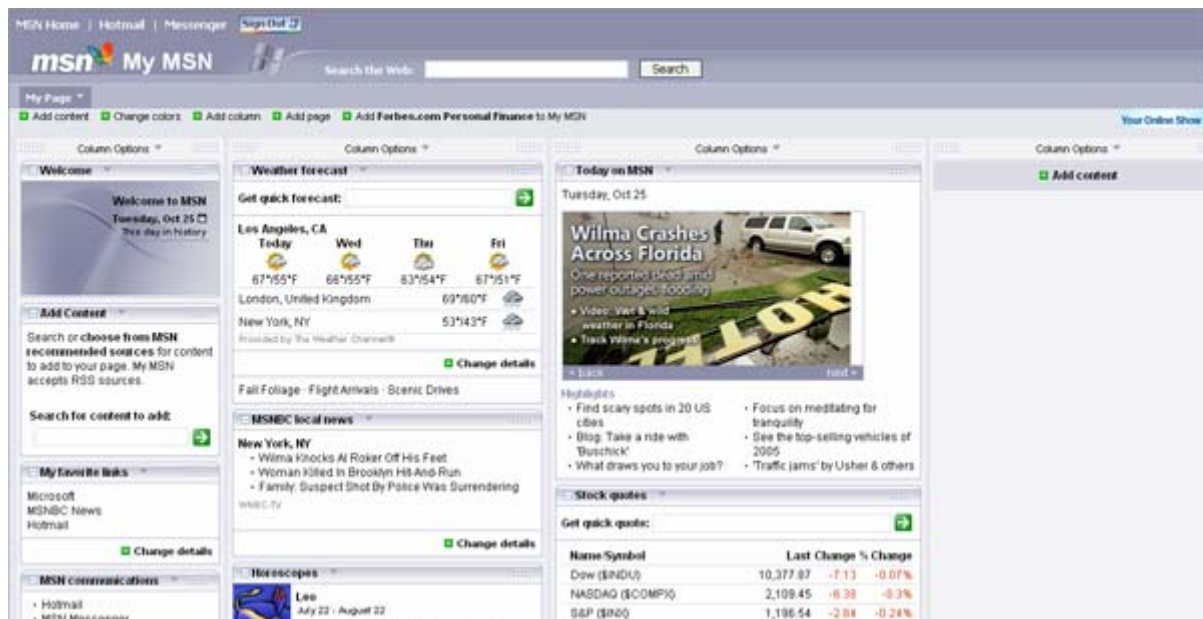 MSN Home | Hotmail | Messenger Sign Out
msn My MSN
Search the Web: Search
My Page
Add content Change colors Add column Add page Add Forbes.com Personal Finance to My MSN
Your Online Show
Column Options
Welcome
Welcome to MSN
Tuesday, Oct 25
This day in history
Add Content
Search or choose from MSN
recommended sources for content
to add to your page. My MSN
accepts RSS sources.
Search for content to add:
My favorite links
Microsoft
MSNBC News
Hotmail
Change details
MSN communications
Hotmail
MSN Messenger
Column Options
Weather forecast
Get quick forecast:
Los Angeles, CA
Today Wed Thu Fri
67°/55°F 66°/55°F 63°/54°F 67°/51°F
London, United Kingdom 69°/60°F
New York, NY 53°/43°F
Provided by The Weather Channel®
Change details
Fall Foliage · Flight Arrivals · Scenic Drives
MSNBC local news
New York, NY
Wilma Knocks Al Roker Off His Feet
Woman Killed In Brooklyn Hit-And-Run
Family: Suspect Shot By Police Was Surrendering
WNBC-TV
Change details
Horoscopes
Leo
July 22 - August 22
Column Options
Today on MSN
Tuesday, Oct 25
Wilma Crashes
Across Florida
One reported dead amid
power outages, flooding
• Video: Wet & wild
weather in Florida
• Track Wilma's progress
HOTEL
< back next >
Highlights
Find scary spots in 20 US
cities
Blog: Take a ride with
'Buschick'
What draws you to your job?
Focus on meditating for
tranquility
See the top-selling vehicles of
2005
'Traffic jams' by Usher & others
Stock quotes
Get quick quote:
Name/Symbol Last Change % Change
Dow ($INDU) 10,377.87 -7.13 -0.07%
NASDAQ ($COMPX) 2,109.45 -6.38 -0.3%
S&P ($INX) 1,196.54 -2.84 -0.24%
Column Options
Add content